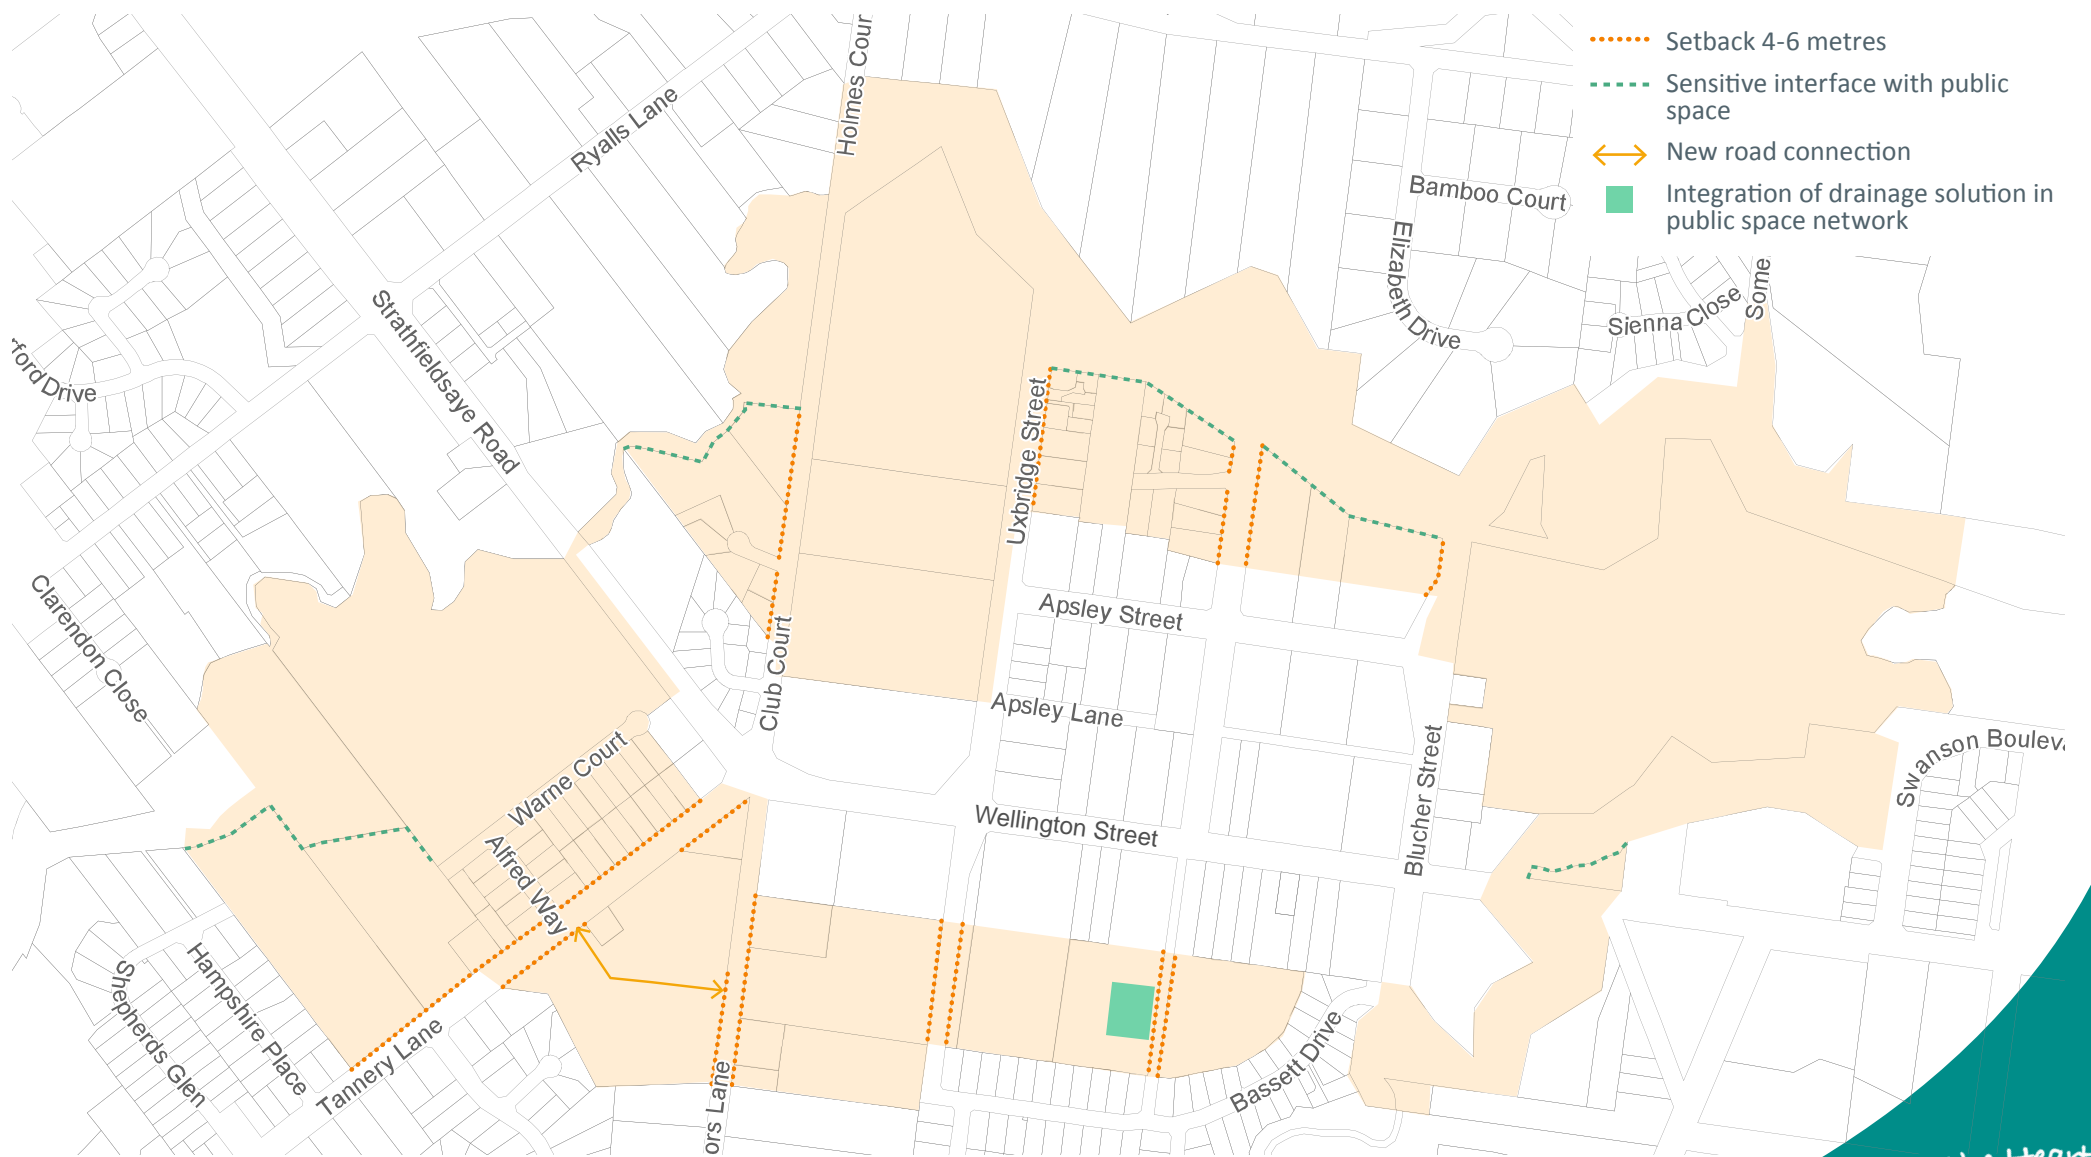 Setback 4-6 metres
Sensitive interface with public
space
New road connection
Integration of drainage solution in
public space network
Holmes Cour
Ryalls Lane
Bamboo Court
Elizabeth Drive
Sienna Close
Some
Strathfieldsaye Road
rford Drive
Uxbridge Street
Clarendon Close
Apsley Street
Club Court
Apsley Lane
Swanson Bouleva
Warne Court
Blucher Street
Wellington Street
Alfred Way
Hampshire Place
Shepherds Glen
Tannery Lane
Bassett Drive
ors Lane